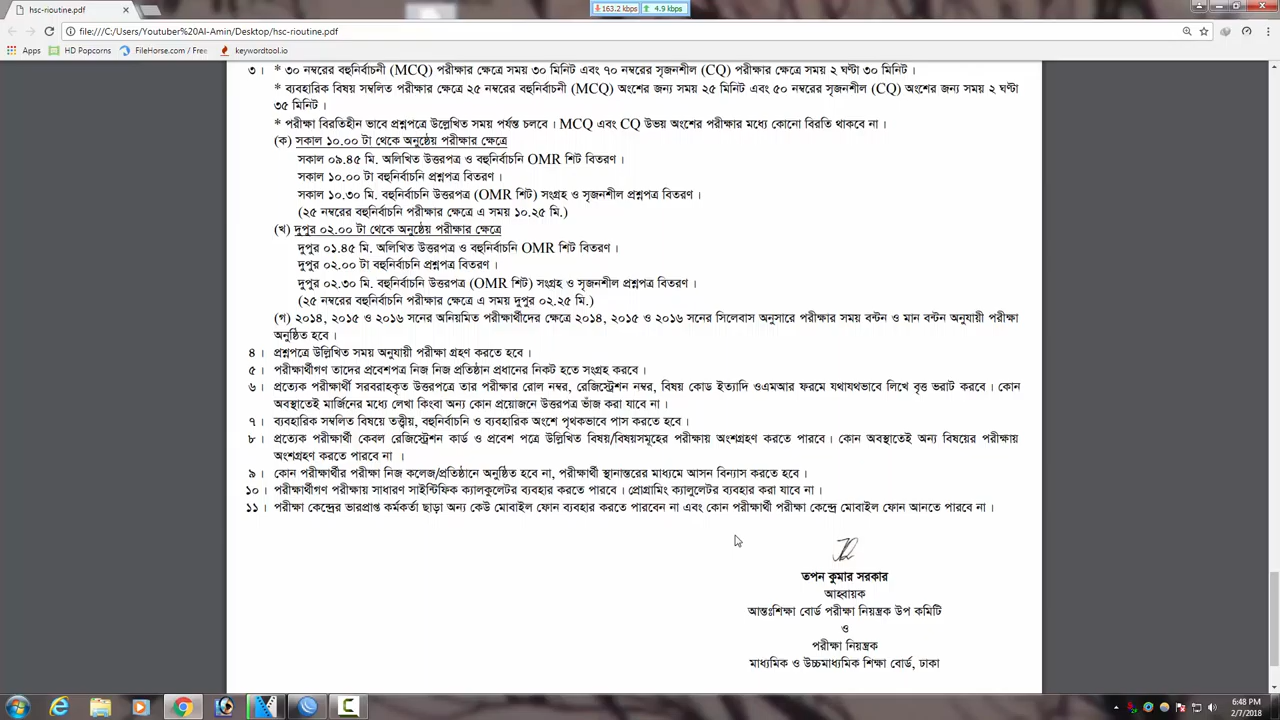 hsc-rioutine.pdf
163.2 kbps 4.9 kbps
file:///C:/Users/Youtuber%20Al-Amin/Desktop/hsc-rioutine.pdf
Apps HD Popcorns FileHorse.com / Free keywordtool.io
৩। * ৩০ নম্বরের বহুনির্বাচনী (MCQ) পরীক্ষার ক্ষেত্রে সময় ৩০ মিনিট এবং ৭০ নম্বরের সৃজনশীল (CQ) পরীক্ষার ক্ষেত্রে সময় ২ ঘণ্টা ৩০ মিনিট।
* ব্যবহারিক বিষয় সম্বলিত পরীক্ষার ক্ষেত্রে ২৫ নম্বরের বহুনির্বাচনী (MCQ) অংশের জন্য সময় ২৫ মিনিট এবং ৫০ নম্বরের সৃজনশীল (CQ) অংশের জন্য সময় ২ ঘণ্টা
৩৫ মিনিট।
* পরীক্ষা বিরতিহীন ভাবে প্রশ্নপত্রে উল্লেখিত সময় পর্যন্ত চলবে। MCQ এবং CQ উভয় অংশের পরীক্ষার মধ্যে কোনো বিরতি থাকবে না।
(ক) সকাল ১০.০০ টা থেকে অনুষ্ঠেয় পরীক্ষার ক্ষেত্রে
সকাল ০৯.৪৫ মি. অলিখিত উত্তরপত্র ও বহুনির্বাচনি OMR শিট বিতরণ।
সকাল ১০.০০ টা বহুনির্বাচনি প্রশ্নপত্র বিতরণ।
সকাল ১০.৩০ মি. বহুনির্বাচনি উত্তরপত্র (OMR শিট) সংগ্রহ ও সৃজনশীল প্রশ্নপত্র বিতরণ।
(২৫ নম্বরের বহুনির্বাচনি পরীক্ষার ক্ষেত্রে এ সময় ১০.২৫ মি.)
(খ) দুপুর ০২.০০ টা থেকে অনুষ্ঠেয় পরীক্ষার ক্ষেত্রে
দুপুর ০১.৪৫ মি. অলিখিত উত্তরপত্র ও বহুনির্বাচনি OMR শিট বিতরণ।
দুপুর ০২.০০ টা বহুনির্বাচনি প্রশ্নপত্র বিতরণ।
দুপুর ০২.৩০ মি. বহুনির্বাচনি উত্তরপত্র (OMR শিট) সংগ্রহ ও সৃজনশীল প্রশ্নপত্র বিতরণ।
(২৫ নম্বরের বহুনির্বাচনি পরীক্ষার ক্ষেত্রে এ সময় দুপুর ০২.২৫ মি.)
(গ) ২০১৪, ২০১৫ ও ২০১৬ সনের অনিয়মিত পরীক্ষার্থীদের ক্ষেত্রে ২০১৪, ২০১৫ ও ২০১৬ সনের সিলেবাস অনুসারে পরীক্ষার সময় বন্টন ও মান বন্টন অনুযায়ী পরীক্ষা
অনুষ্ঠিত হবে।
৪। প্রশ্নপত্রে উল্লিখিত সময় অনুযায়ী পরীক্ষা গ্রহণ করতে হবে।
৫। পরীক্ষার্থীগণ তাদের প্রবেশপত্র নিজ নিজ প্রতিষ্ঠান প্রধানের নিকট হতে সংগ্রহ করবে।
৬। প্রত্যেক পরীক্ষার্থী সরবরাহকৃত উত্তরপত্রে তার পরীক্ষার রোল নম্বর, রেজিস্ট্রেশন নম্বর, বিষয় কোড ইত্যাদি ওএমআর ফরমে যথাযথভাবে লিখে বৃত্ত ভরাট করবে। কোন
অবস্থাতেই মার্জিনের মধ্যে লেখা কিংবা অন্য কোন প্রয়োজনে উত্তরপত্র ভাঁজ করা যাবে না।
৭। ব্যবহারিক সম্বলিত বিষয়ে তত্ত্বীয়, বহুনির্বাচনি ও ব্যবহারিক অংশে পৃথকভাবে পাস করতে হবে।
৮। প্রত্যেক পরীক্ষার্থী কেবল রেজিস্ট্রেশন কার্ড ও প্রবেশ পত্রে উল্লিখিত বিষয়/বিষয়সমূহের পরীক্ষায় অংশগ্রহণ করতে পারবে। কোন অবস্থাতেই অন্য বিষয়ের পরীক্ষায়
অংশগ্রহণ করতে পারবে না ।
৯। কোন পরীক্ষার্থীর পরীক্ষা নিজ কলেজ/প্রতিষ্ঠানে অনুষ্ঠিত হবে না, পরীক্ষার্থী স্থানান্তরের মাধ্যমে আসন বিন্যাস করতে হবে।
১০। পরীক্ষার্থীগণ পরীক্ষায় সাধারণ সাইন্টিফিক ক্যালকুলেটর ব্যবহার করতে পারবে। প্রোগ্রামিং ক্যালুলেটর ব্যবহার করা যাবে না।
১১। পরীক্ষা কেন্দ্রের ভারপ্রাপ্ত কর্মকর্তা ছাড়া অন্য কেউ মোবাইল ফোন ব্যবহার করতে পারবেন না এবং কোন পরীক্ষার্থী পরীক্ষা কেন্দ্রে মোবাইল ফোন আনতে পারবে না।
তপন কুমার সরকার
আহ্বায়ক
আন্তঃশিক্ষা বোর্ড পরীক্ষা নিয়ন্ত্রক উপ কমিটি
ও
পরীক্ষা নিয়ন্ত্রক
মাধ্যমিক ও উচ্চমাধ্যমিক শিক্ষা বোর্ড, ঢাকা
6:48 PM
2/7/2018